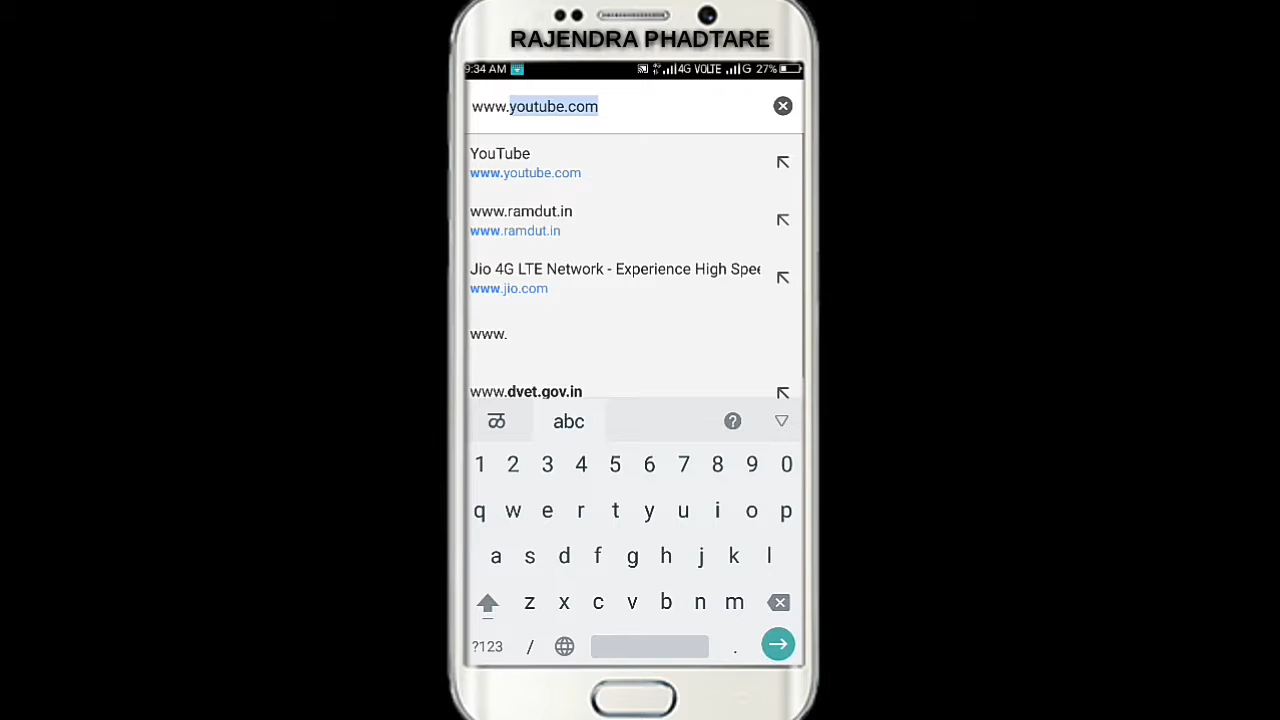 RAJENDRA PHADTARE
9:34 AM 4G VOLTE G 27%
www.youtube.com
YouTube
www.youtube.com
www.ramdut.in
www.ramdut.in
Jio 4G LTE Network - Experience High Spee
www.jio.com
www.
www.dvet.gov.in
ळ abc ?
1 2 3 4 5 6 7 8 9 0
q w e r t y u i o p
a s d f g h j k l
z x c v b n m
?123 / .